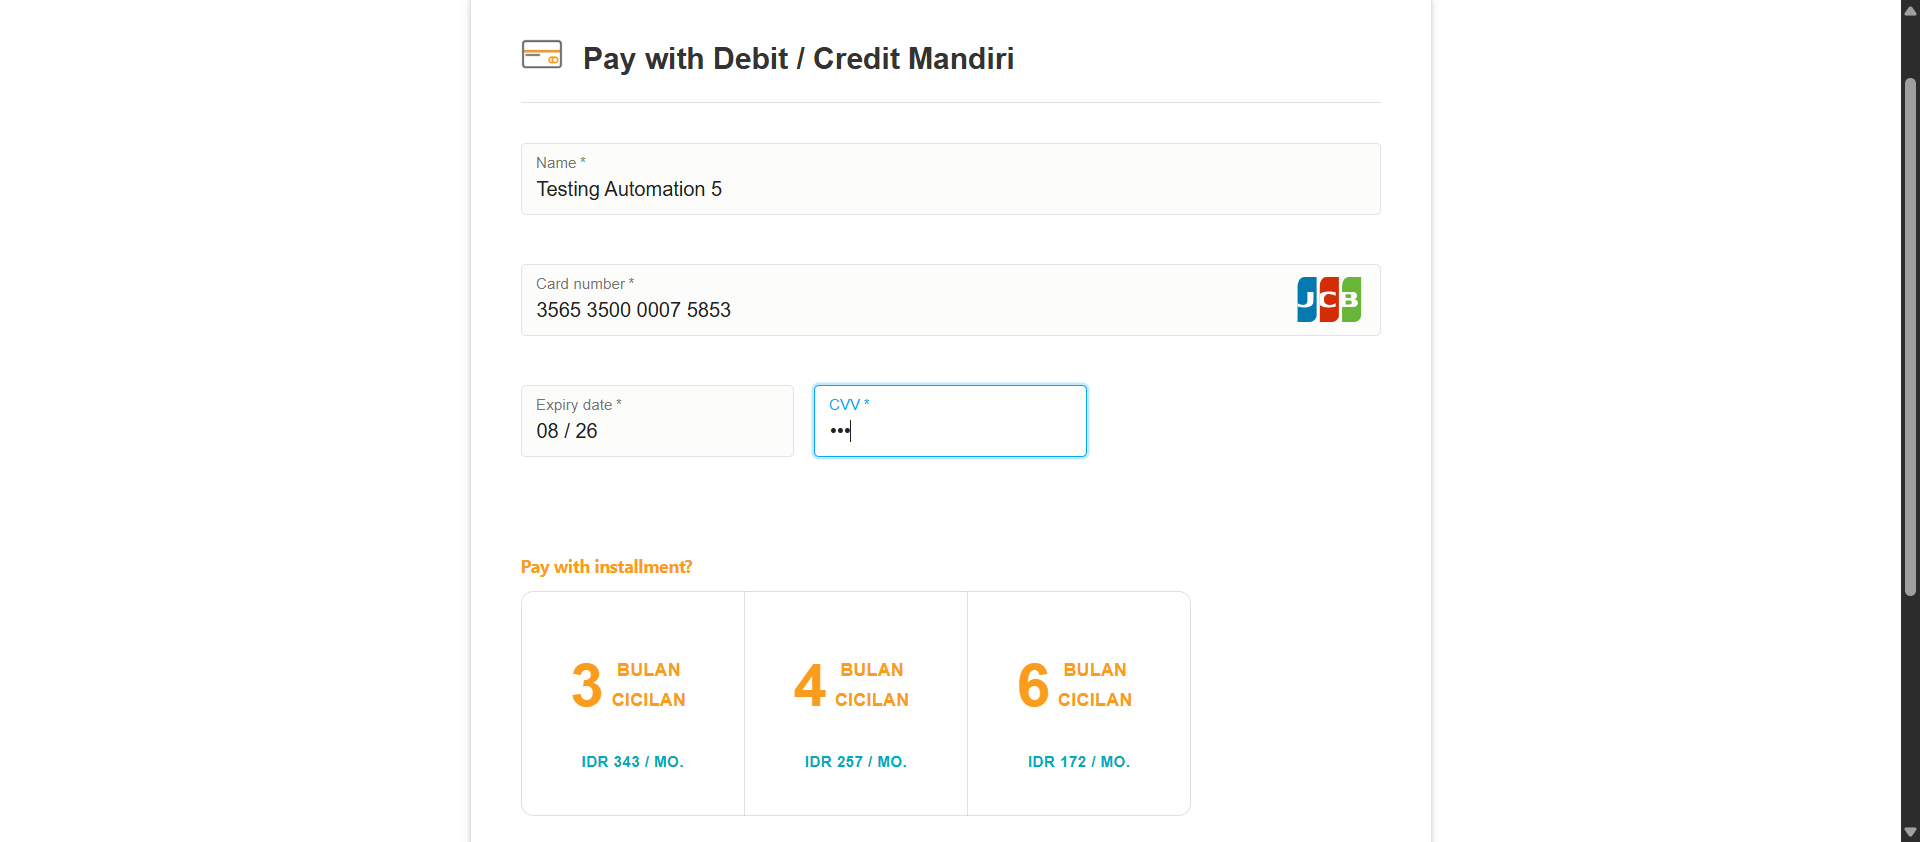 Pay with Debit / Credit Mandiri
Name *
Testing Automation 5
Card number *
3565 3500 0007 5853
JCB
Expiry date *
08 / 26
CVV *
•••
Pay with installment?
3 BULAN CICILAN
IDR 343 / MO.
4 BULAN CICILAN
IDR 257 / MO.
6 BULAN CICILAN
IDR 172 / MO.